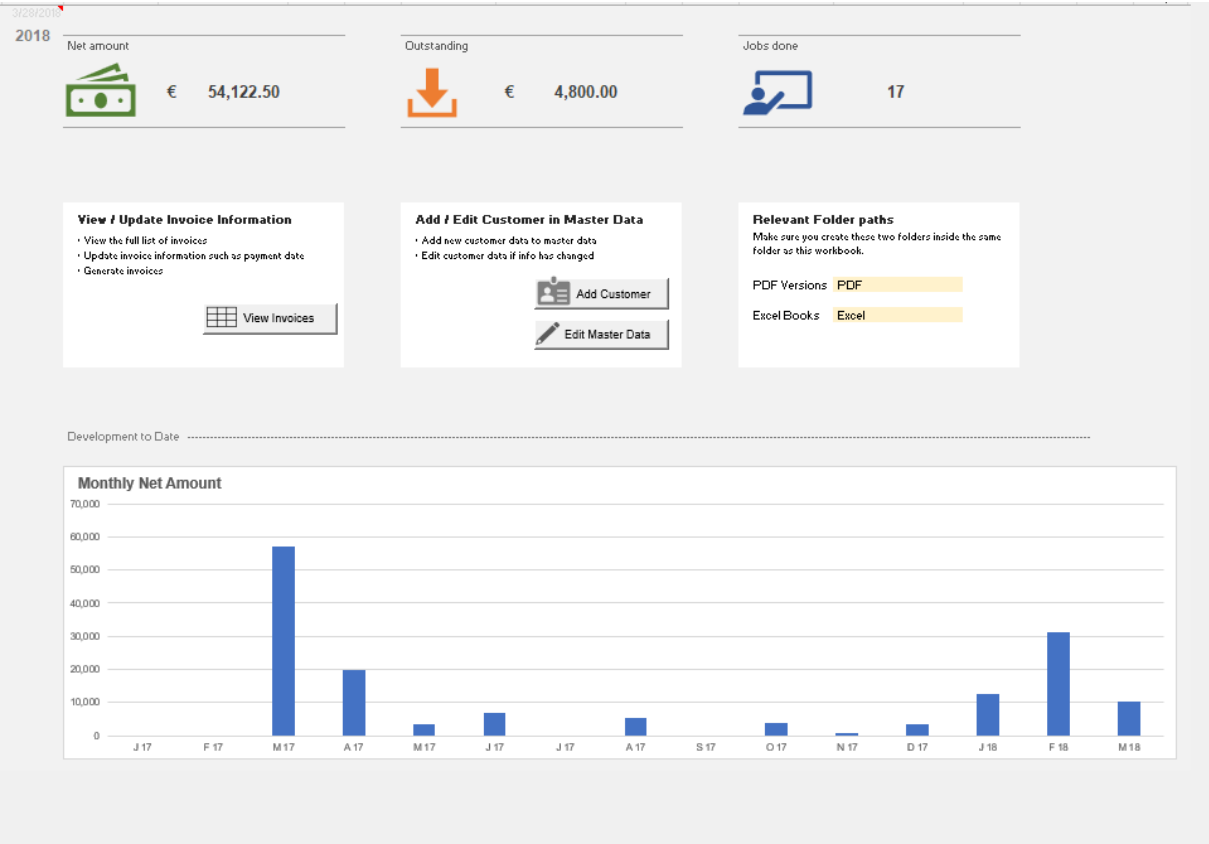 3/28/2018
2018
Net amount
€ 54,122.50
Outstanding
€ 4,800.00
Jobs done
17
View / Update Invoice Information
• View the full list of invoices
• Update invoice information such as payment date
• Generate invoices
View Invoices
Add / Edit Customer in Master Data
• Add new customer data to master data
• Edit customer data if info has changed
Add Customer
Edit Master Data
Relevant Folder paths
Make sure you create these two folders inside the same
folder as this workbook.
PDF Versions PDF
Excel Books Excel
Development to Date
Monthly Net Amount
70,000
60,000
50,000
40,000
30,000
20,000
10,000
0
J 17 F 17 M 17 A 17 M 17 J 17 J 17 A 17 S 17 O 17 N 17 D 17 J 18 F 18 M 18